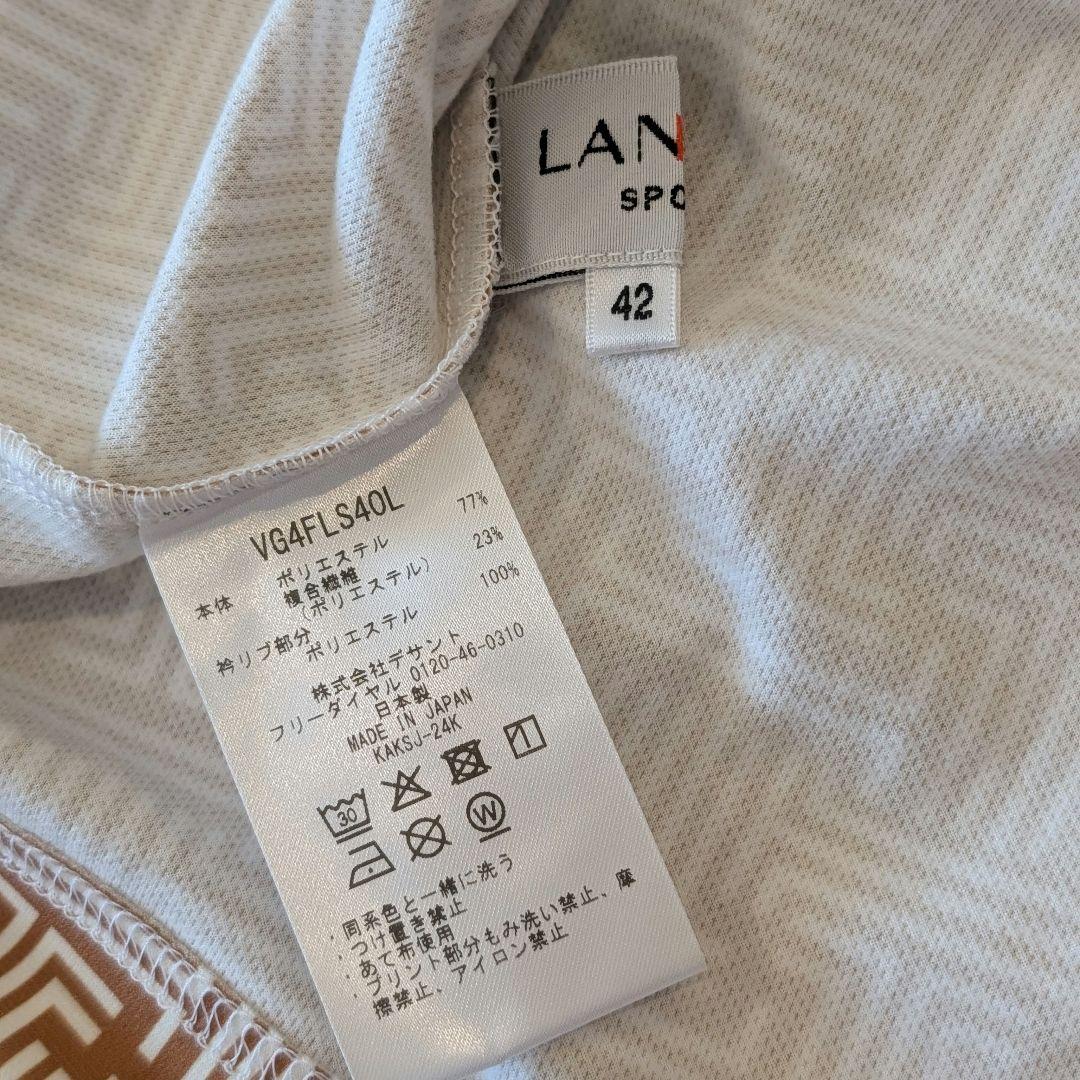 LAN
SPO
42
VG4FLS40L
本体 ポリエステル 77%
複合繊維 23%
(ポリエステル)
衿リブ部分 ポリエステル 100%
株式会社デサント
フリーダイヤル 0120-46-0310
日本製
MADE IN JAPAN
KAKSJ-24K
30
W
・同系色と一緒に洗う
・つけ置き禁止
・あて布使用
・プリント部分もみ洗い禁止、摩
擦禁止、アイロン禁止